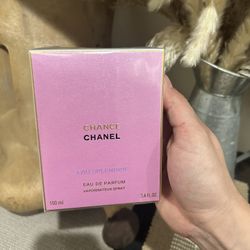 CHANCE
CHANEL
EAU DE PARFUM
VAPORISATEUR SPRAY
100 ml
3.4 FL. OZ.